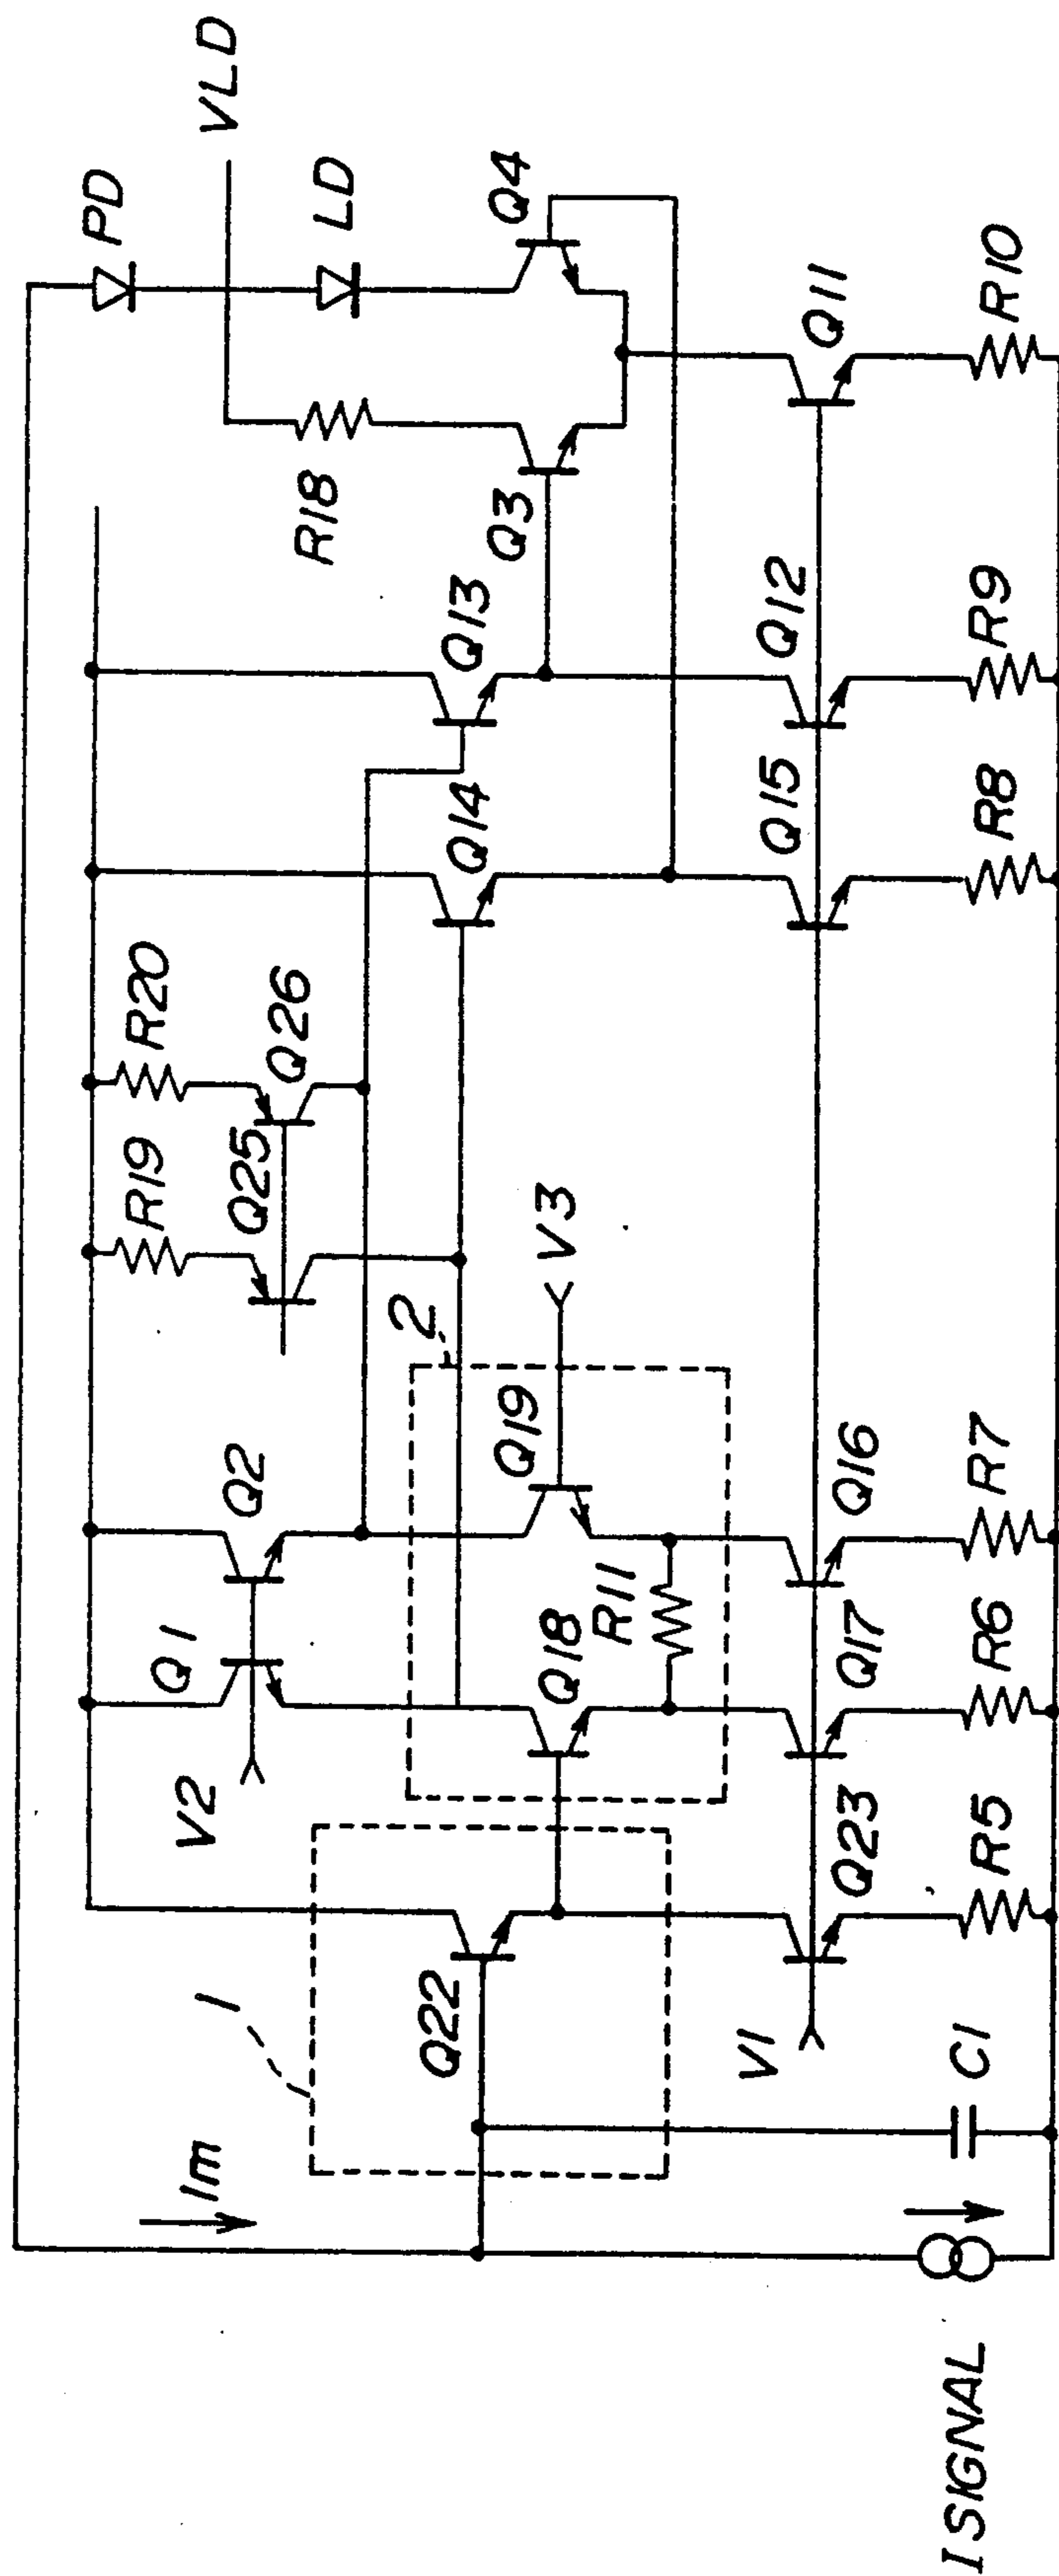 PD
VLD
LD
Q4
R18
Q3
Q13
Q14
R20
Q26
R19
Q25
Q2
Q1
V2
2
V3
Q19
Q18
R11
1
Q22
Im
Q11
R10
Q12
R9
Q15
R8
Q16
R7
Q17
R6
Q23
R5
V1
C1
ISIGNAL